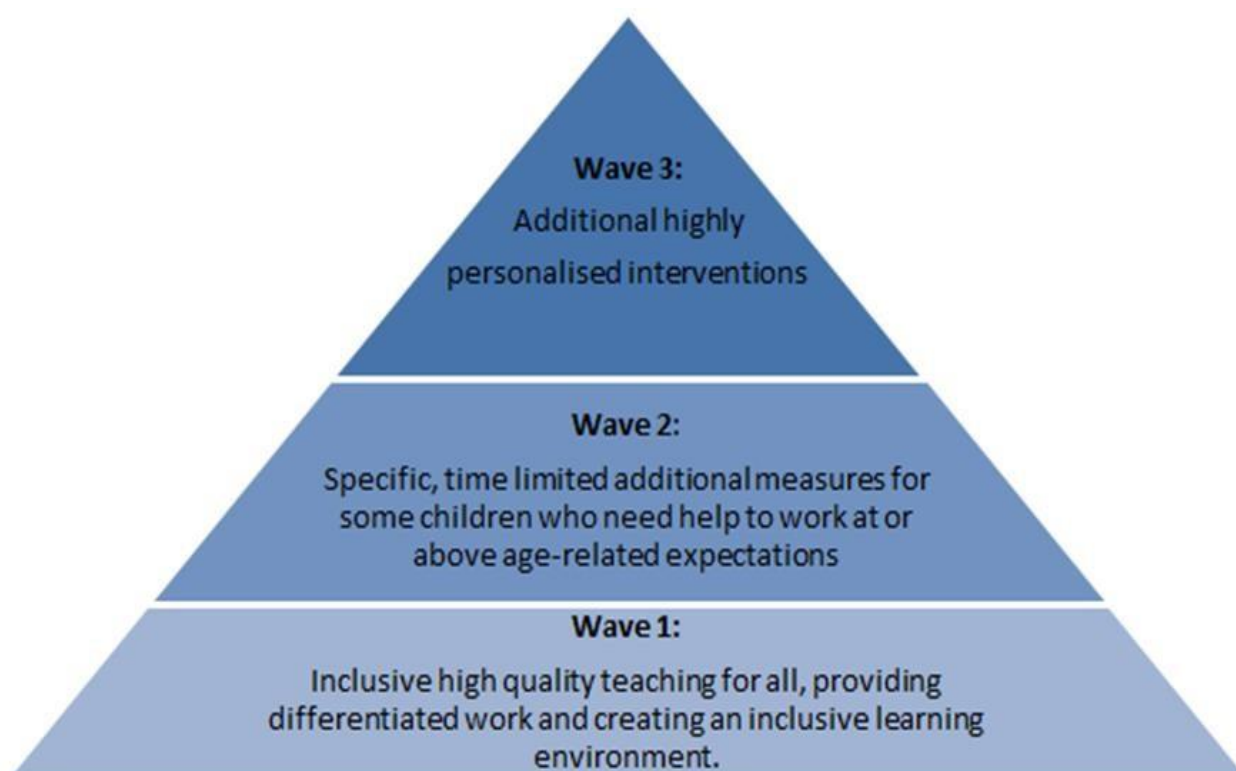 Wave 3:
Additional highly
personalised interventions
Wave 2:
Specific, time limited additional measures for
some children who need help to work at or
above age-related expectations
Wave 1:
Inclusive high quality teaching for all, providing
differentiated work and creating an inclusive learning
environment.